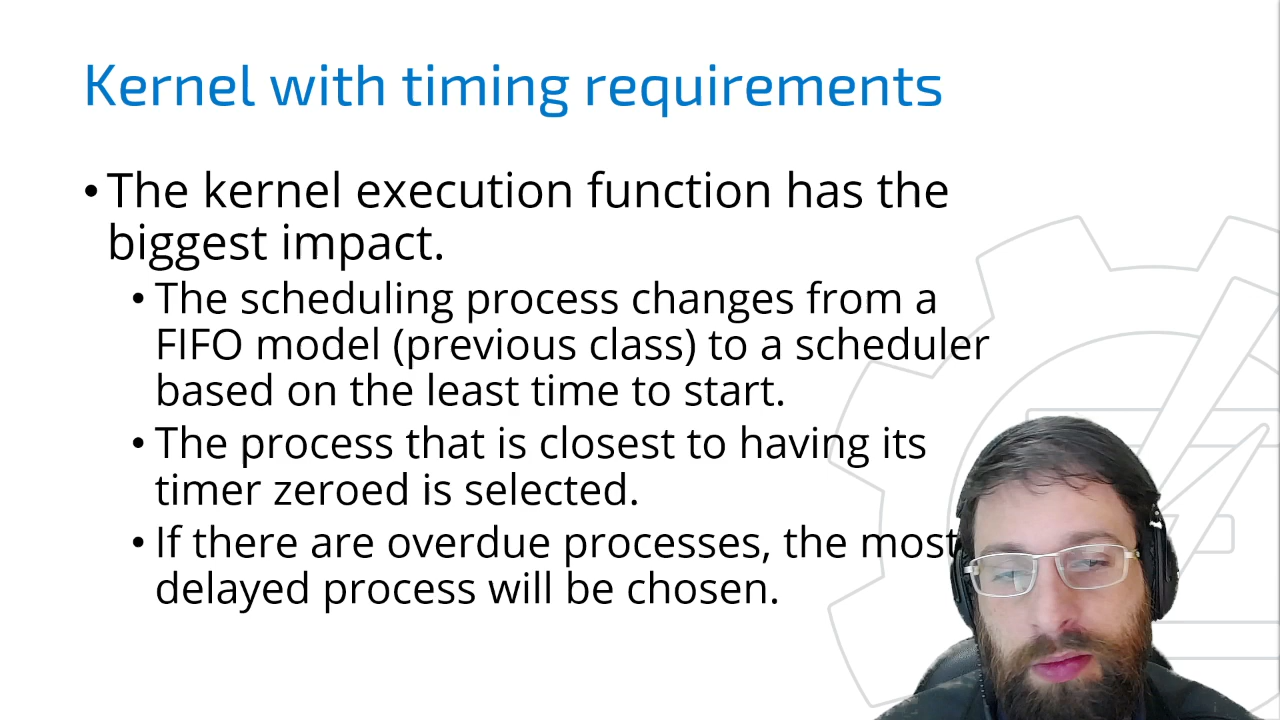 Kernel with timing requirements
• The kernel execution function has the
biggest impact.
• The scheduling process changes from a
FIFO model (previous class) to a scheduler
based on the least time to start.
• The process that is closest to having its
timer zeroed is selected.
• If there are overdue processes, the most
delayed process will be chosen.